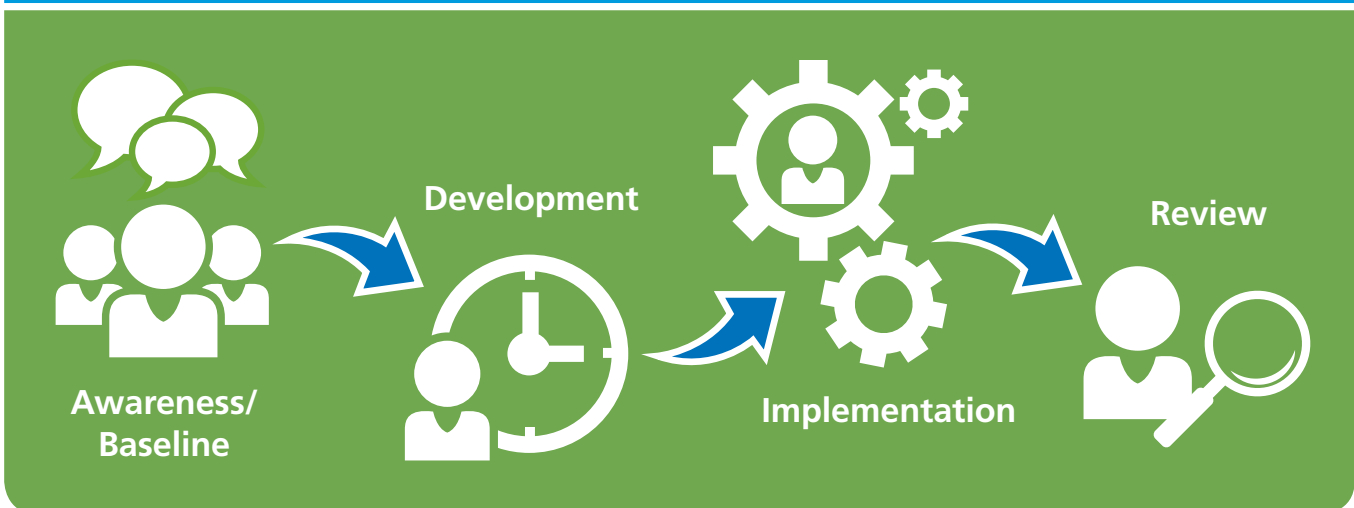 Awareness/
Baseline
Development
Implementation
Review